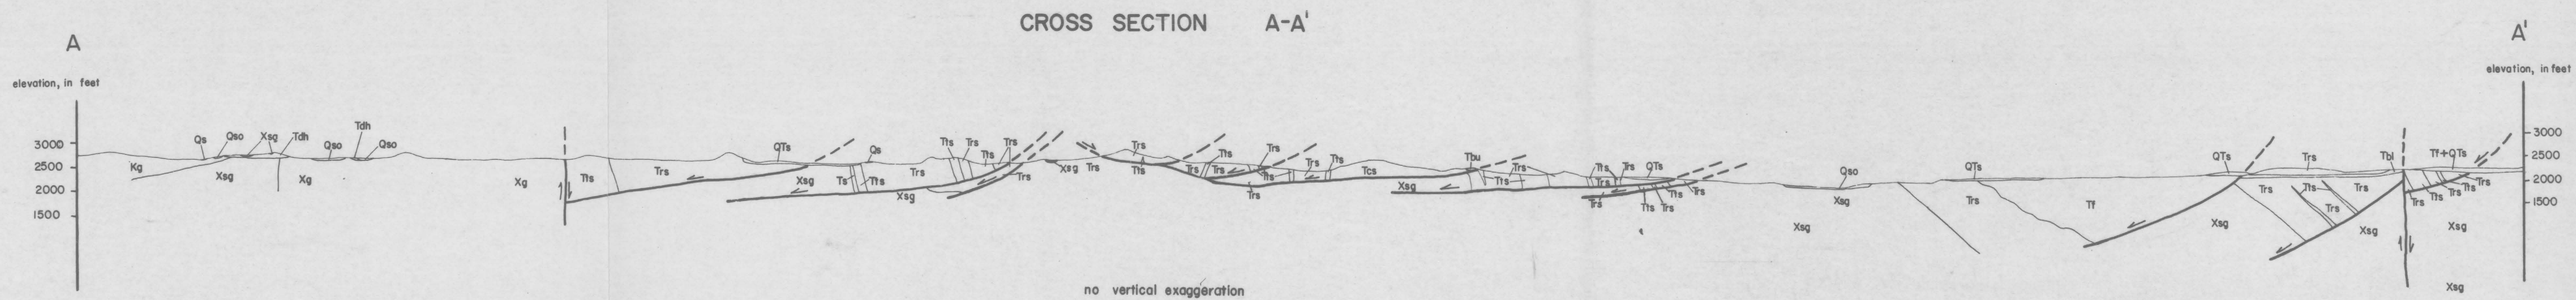 CROSS SECTION A-A'
A
A'
elevation, in feet
elevation, in feet
3000
2500
2000
1500
3000
2500
2000
1500
Kg
Qs
Qso
Xsg
Tdh
Qso
Tdh
Qso
Xsg
Xg
Xg
Tts
Trs
QTs
Xsg
Ts
Tts
Qs
Trs
Xsg
Tts
Trs
Tts
Trs
Trs
Xsg
Trs
Trs
Tts
Trs
Tts
Trs
Tts
Trs
Trs
Tts
Tcs
Xsg
Tbu
Tts
Trs
Tts
Trs
Trs
QTs
Trs
Tts
Trs
Tts
Trs
Qso
Xsg
Xsg
QTs
Trs
Tf
QTs
Xsg
Trs
Trs
Tts
Trs
Trs
Xsg
Tbl
Tf+QTs
Trs
Tts
Trs
Tts
Trs
Xsg
Xsg
no vertical exaggeration